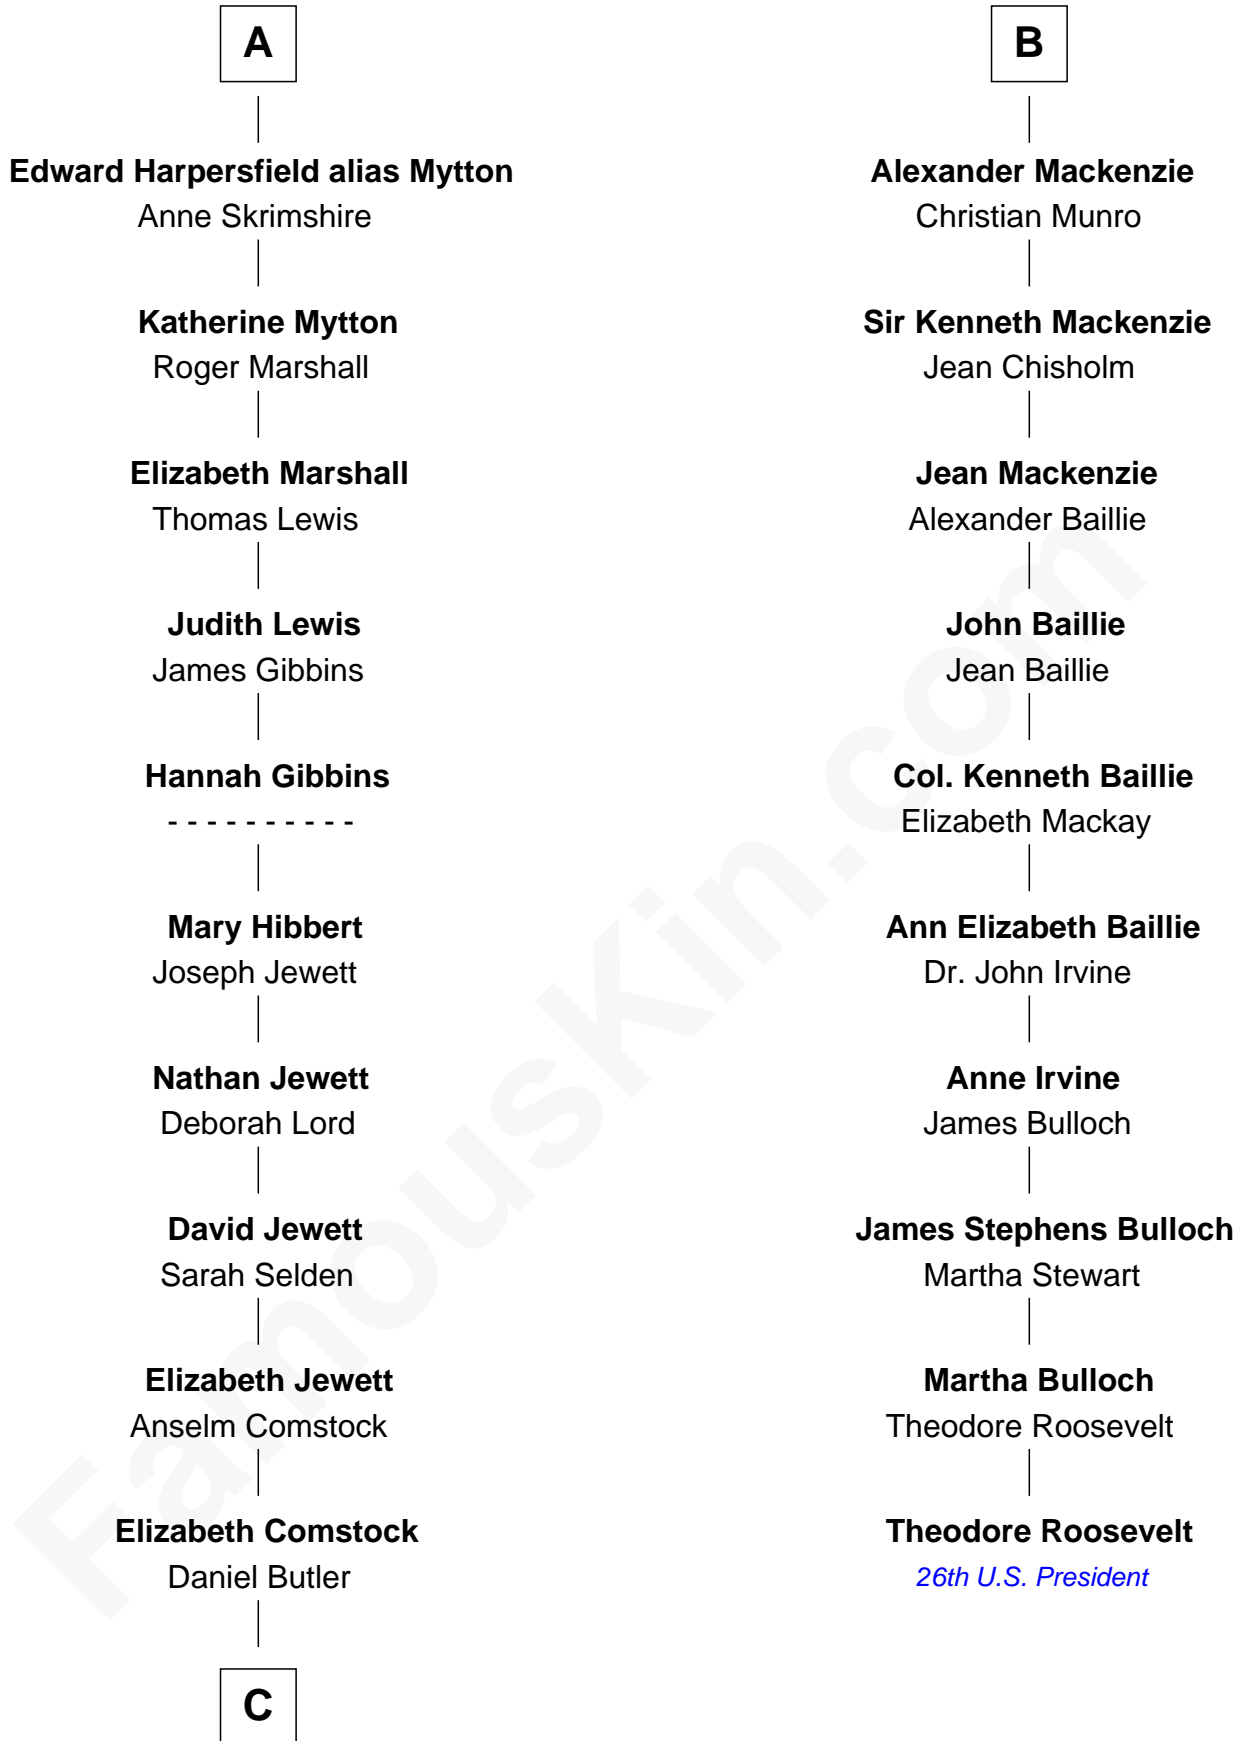 A
Edward Harpersfield alias Mytton
Anne Skrimshire
Katherine Mytton
Roger Marshall
Elizabeth Marshall
Thomas Lewis
Judith Lewis
James Gibbins
Hannah Gibbins
- - - - - - - - - -
Mary Hibbert
Joseph Jewett
Nathan Jewett
Deborah Lord
David Jewett
Sarah Selden
Elizabeth Jewett
Anselm Comstock
Elizabeth Comstock
Daniel Butler
C
B
Alexander Mackenzie
Christian Munro
Sir Kenneth Mackenzie
Jean Chisholm
Jean Mackenzie
Alexander Baillie
John Baillie
Jean Baillie
Col. Kenneth Baillie
Elizabeth Mackay
Ann Elizabeth Baillie
Dr. John Irvine
Anne Irvine
James Bulloch
James Stephens Bulloch
Martha Stewart
Martha Bulloch
Theodore Roosevelt
Theodore Roosevelt
26th U.S. President
FamousKin.com